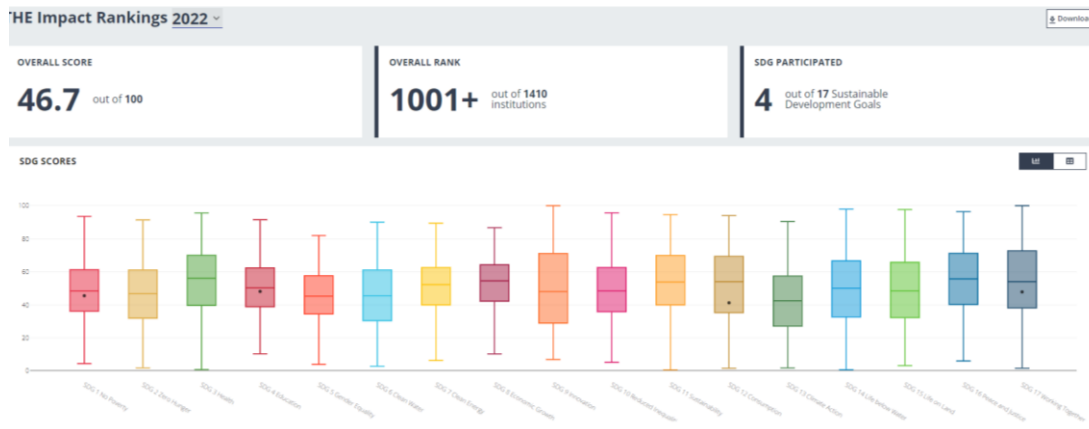 THE Impact Rankings 2022
Downloa
OVERALL SCORE
46.7 out of 100
OVERALL RANK
1001+ out of 1410
institutions
SDG PARTICIPATED
4 out of 17 Sustainable
Development Goals
SDG SCORES
100
80
60
40
20
0
SDG 1 No Poverty
SDG 2 Zero Hunger
SDG 3 Health
SDG 4 Education
SDG 5 Gender Equality
SDG 6 Clean Water
SDG 7 Clean Energy
SDG 8 Economic Growth
SDG 9 Innovation
SDG 10 Reduced Inequalit
SDG 11 Sustainability
SDG 12 Consumption
SDG 13 Climate Action
SDG 14 Life below Water
SDG 15 Life on Land
SDG 16 Peace and Justice
SDG 17 Working Together